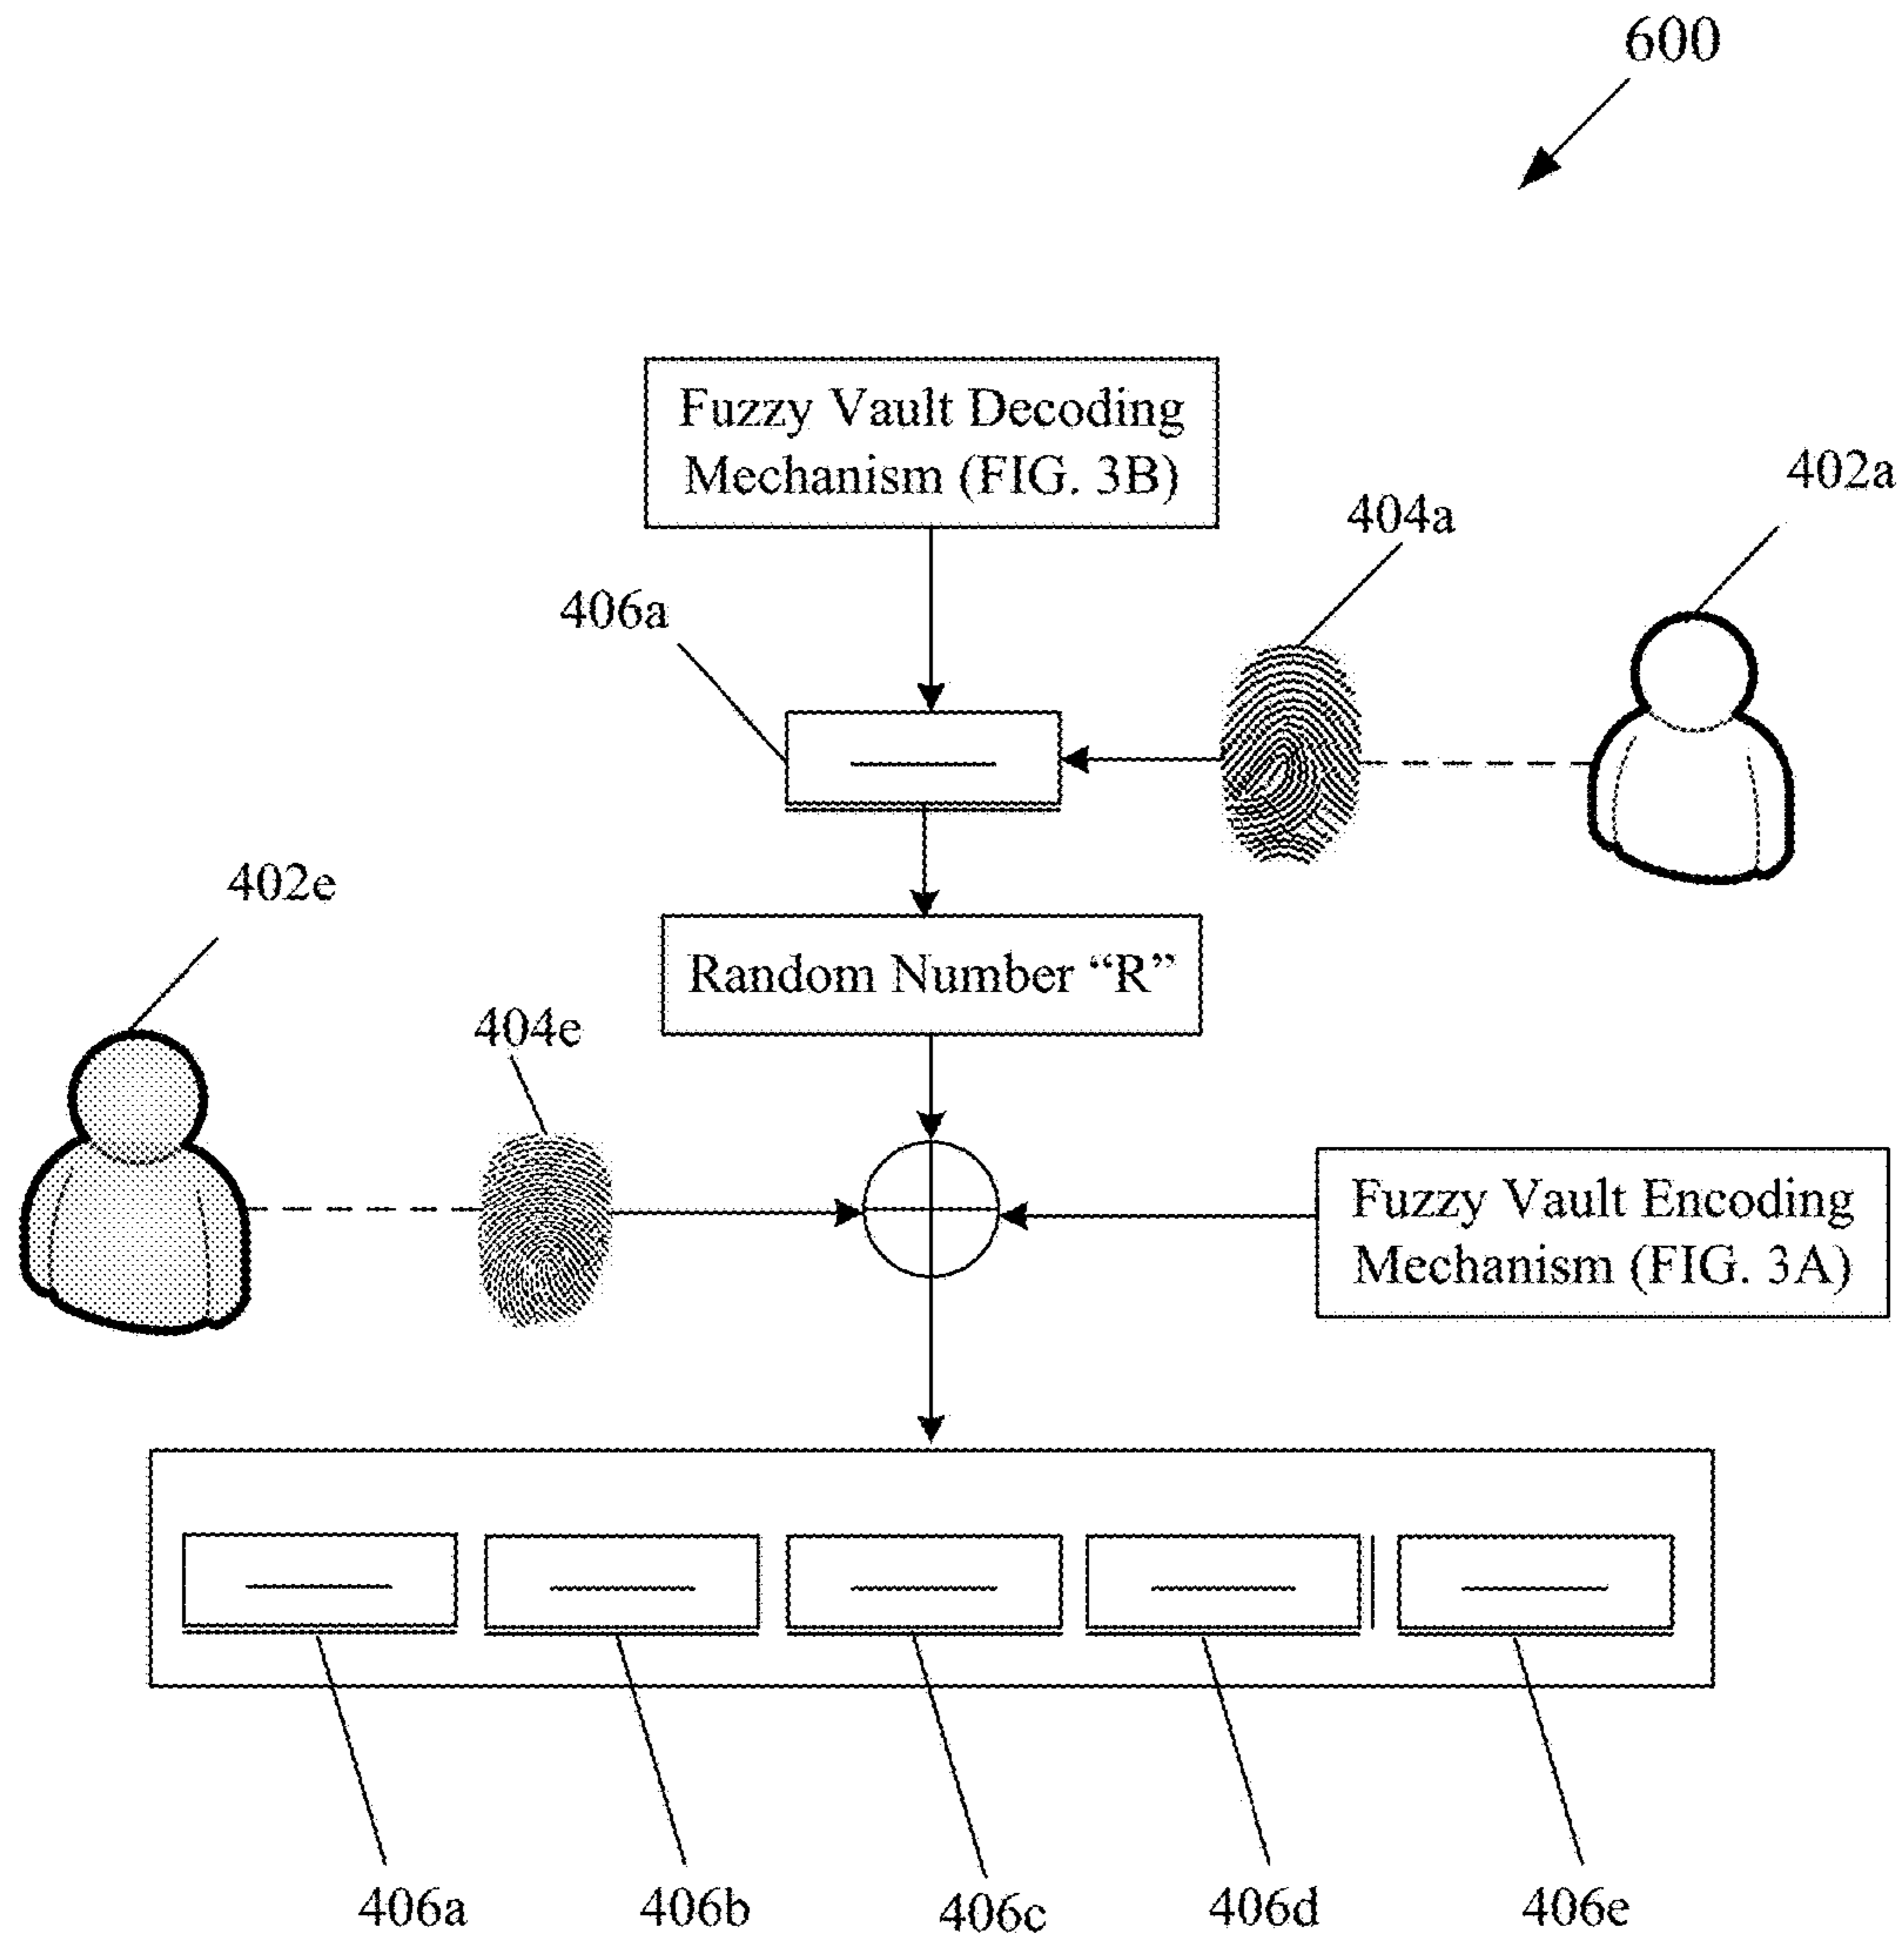 600
Fuzzy Vault Decoding
Mechanism (FIG. 3B)
402a
404a
406a
402e
Random Number “R”
404e
Fuzzy Vault Encoding
Mechanism (FIG. 3A)
406a
406b
406c
406d
406e